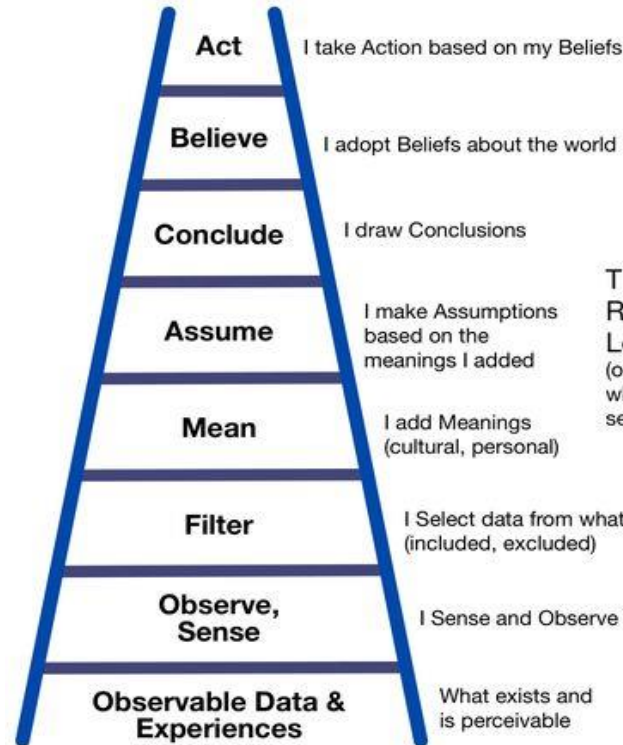 Act
I take Action based on my Beliefs
Believe
I adopt Beliefs about the world
Conclude
I draw Conclusions
Assume
I make Assumptions
based on the
meanings I added
Mean
I add Meanings
(cultural, personal)
Filter
I Select data from what
(included, excluded)
Observe,
Sense
I Sense and Observe
Observable Data &
Experiences
What exists and
is perceivable